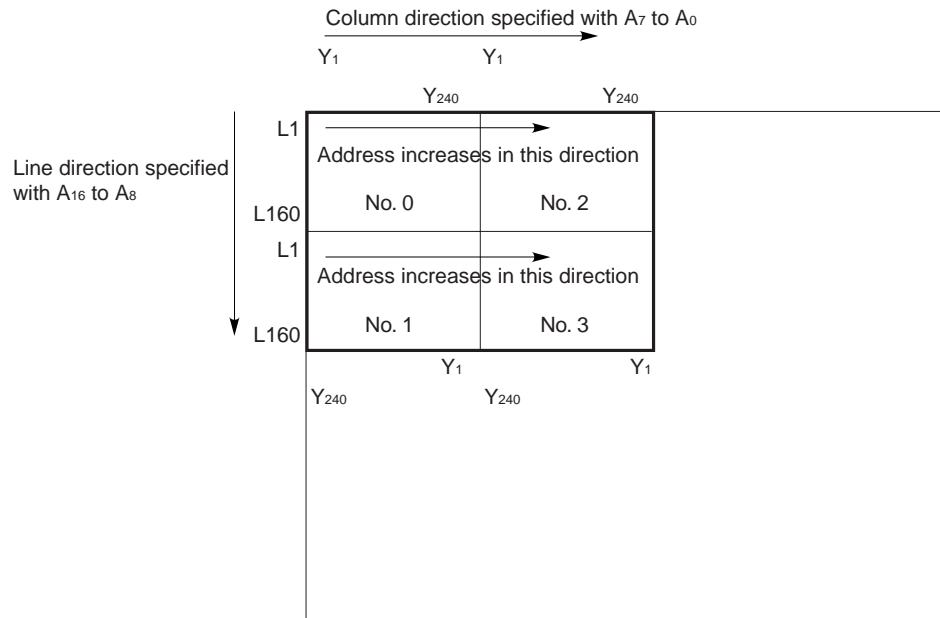 Column direction specified with A7 to A0
Y1 Y1
Y240 Y240
L1
Address increases in this direction
Line direction specified
with A16 to A8
No. 0 No. 2
L160
L1
Address increases in this direction
No. 1 No. 3
L160
Y1 Y1
Y240 Y240